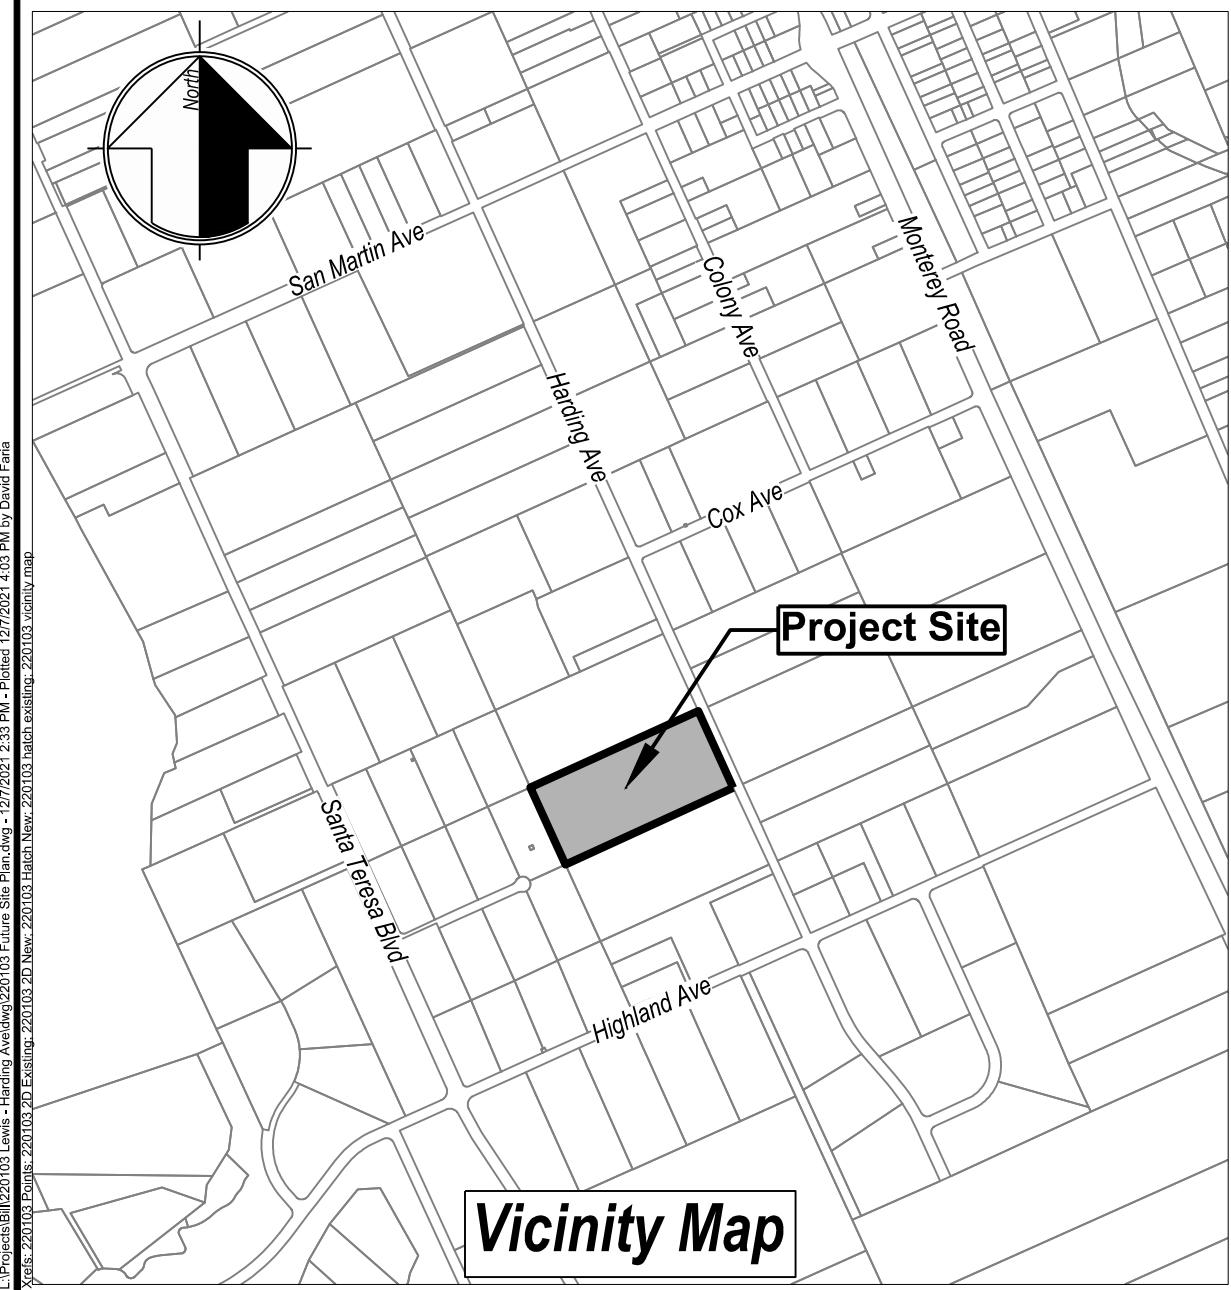 North
San Martin Ave
Monterey Road
Colony Ave
Harding Ave
Cox Ave
Project Site
Santa Teresa Blvd
Highland Ave
Vicinity Map
L:\Projects\Bill\220103 Lewis - Harding Ave\dwg\220103 Future Site Plan.dwg - 12/7/2021 2:33 PM - Plotted 12/7/2021 4:03 PM by David Faria
Xrefs: 220103 Points; 220103 2D Existing; 220103 2D New; 220103 Hatch New; 220103 hatch existing; 220103 vicinity map